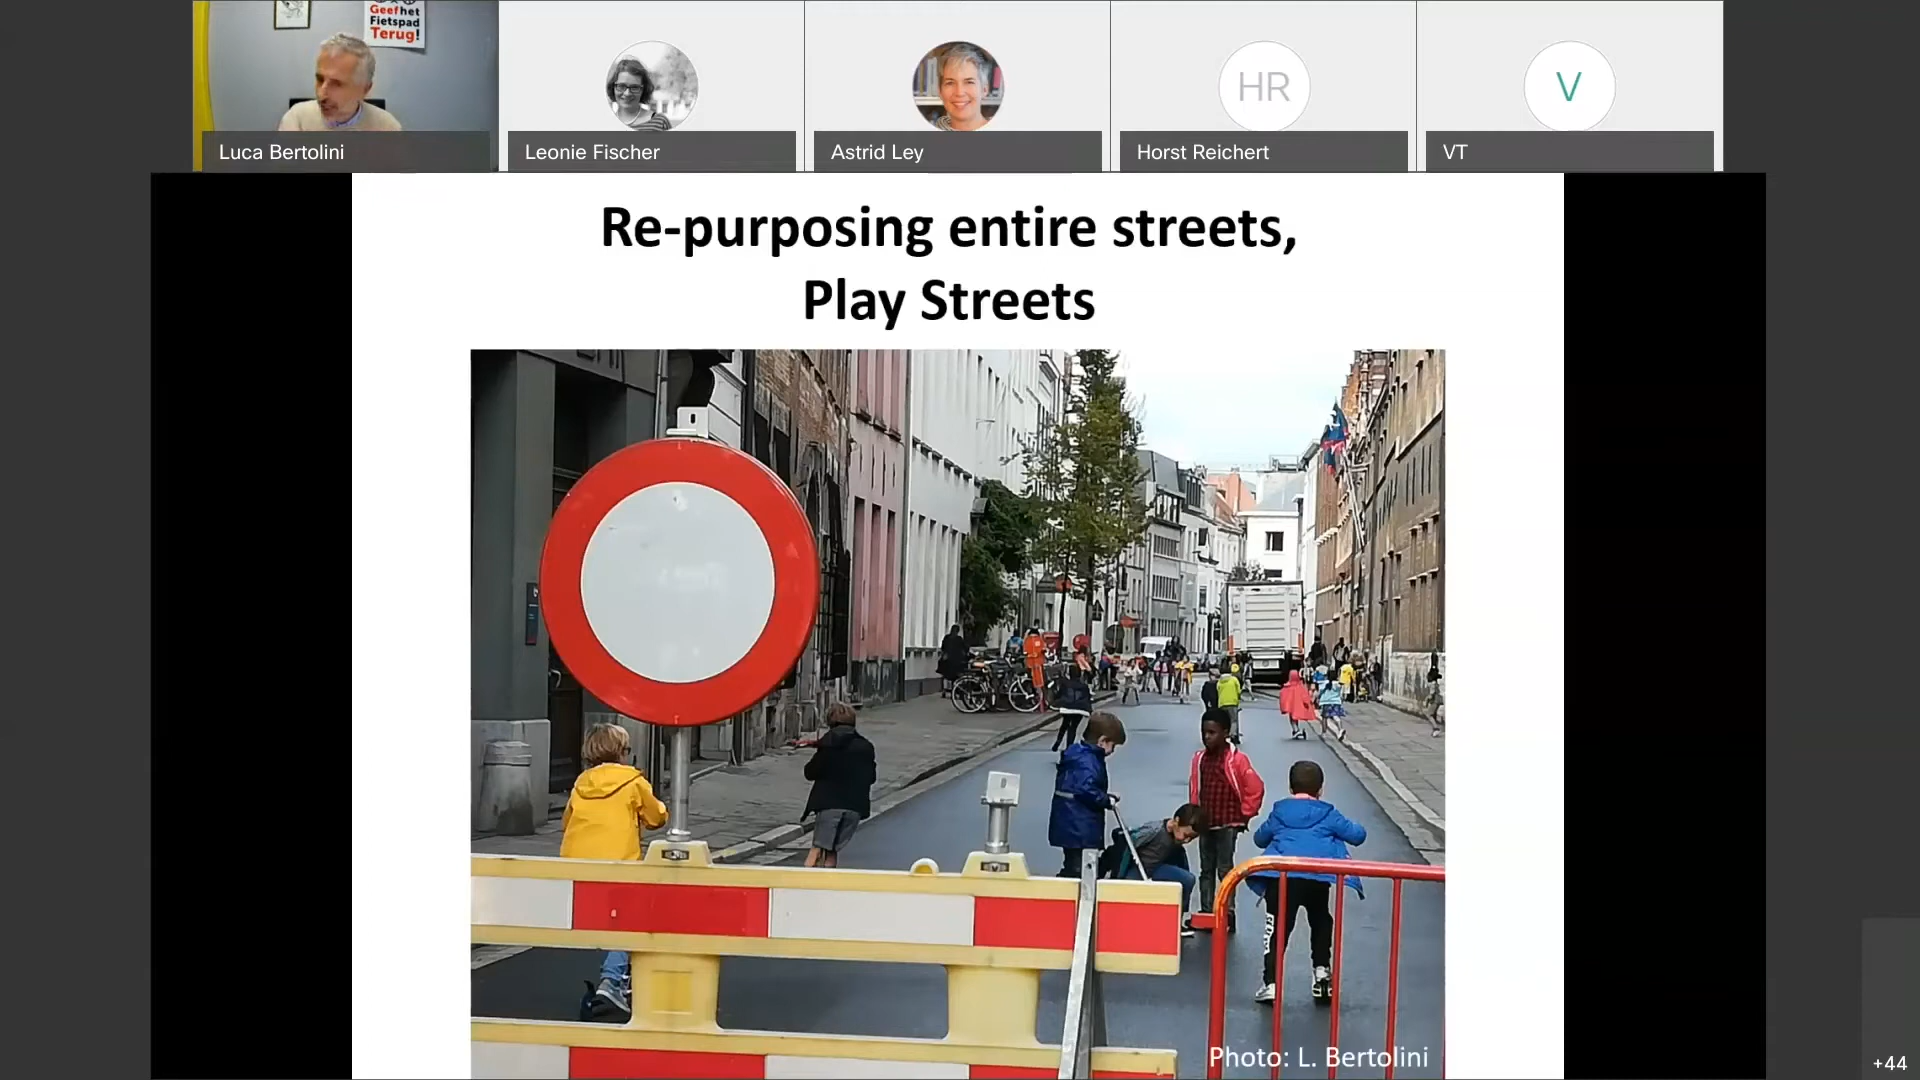 Geef het
Fietspad
Terug!
HR
V
Luca Bertolini
Leonie Fischer
Astrid Ley
Horst Reichert
VT
Re-purposing entire streets,
Play Streets
Photo: L. Bertolini
+44